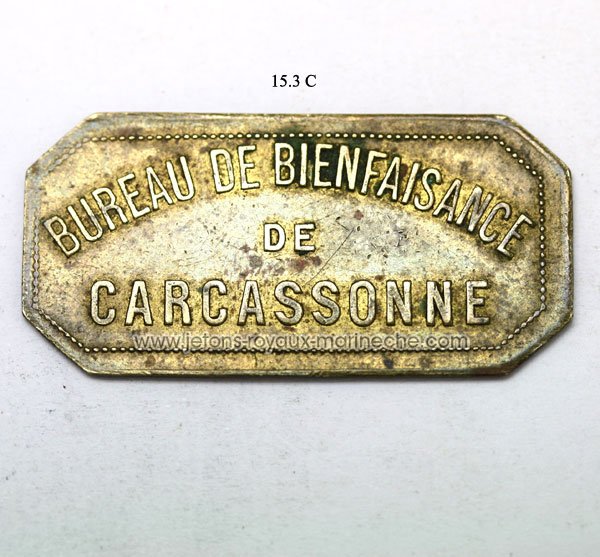 15.3 C
BUREAU DE BIENFAISANCE
DE
CARCASSONNE
www.jetons-royaux-marineche.com